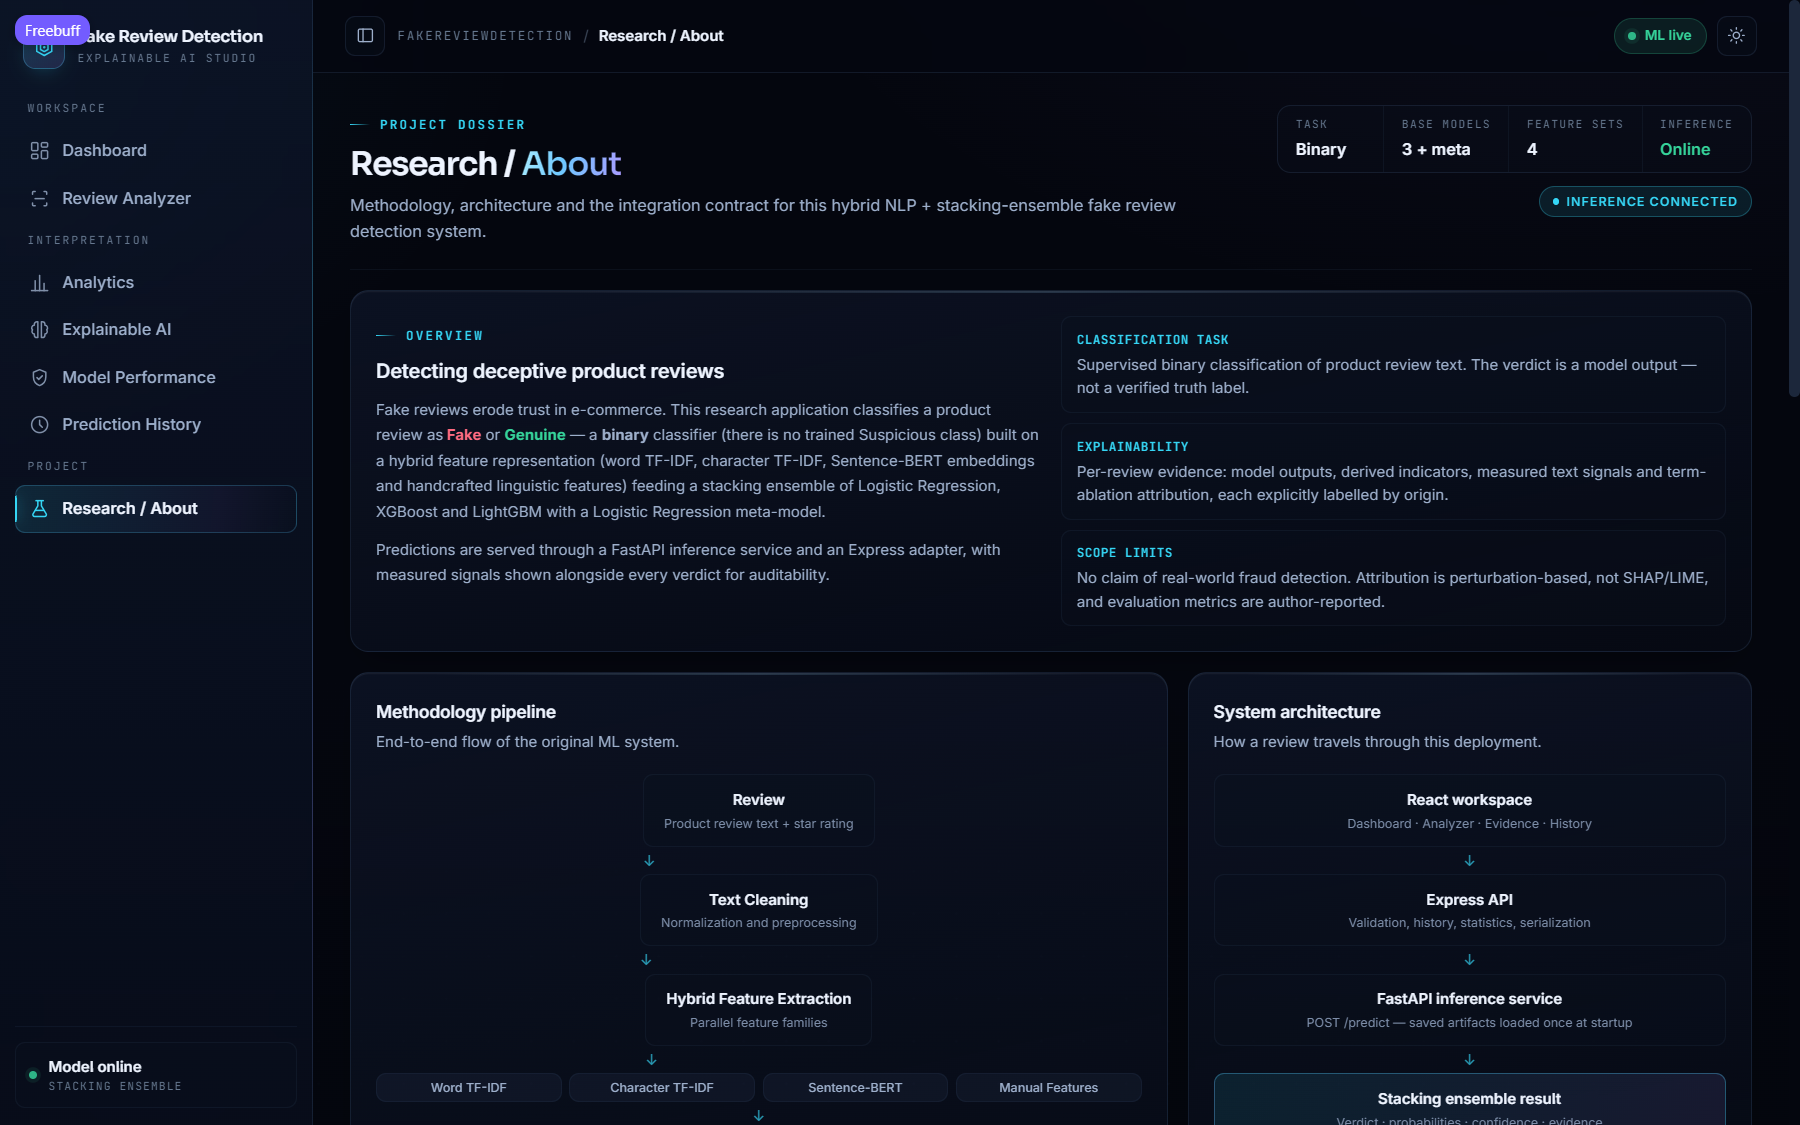 Freebuff
ake Review Detection
EXPLAINABLE AI STUDIO
WORKSPACE
Dashboard
Review Analyzer
INTERPRETATION
Analytics
Explainable AI
Model Performance
Prediction History
PROJECT
Research / About
Model online
STACKING ENSEMBLE
FAKEREVIEWDETECTION / Research / About
ML live
PROJECT DOSSIER
Research / About
Methodology, architecture and the integration contract for this hybrid NLP + stacking-ensemble fake review
detection system.
TASK
Binary
BASE MODELS
3 + meta
FEATURE SETS
4
INFERENCE
Online
INFERENCE CONNECTED
OVERVIEW
Detecting deceptive product reviews
Fake reviews erode trust in e-commerce. This research application classifies a product
review as Fake or Genuine — a binary classifier (there is no trained Suspicious class) built on
a hybrid feature representation (word TF-IDF, character TF-IDF, Sentence-BERT embeddings
and handcrafted linguistic features) feeding a stacking ensemble of Logistic Regression,
XGBoost and LightGBM with a Logistic Regression meta-model.
Predictions are served through a FastAPI inference service and an Express adapter, with
measured signals shown alongside every verdict for auditability.
CLASSIFICATION TASK
Supervised binary classification of product review text. The verdict is a model output —
not a verified truth label.
EXPLAINABILITY
Per-review evidence: model outputs, derived indicators, measured text signals and term-
ablation attribution, each explicitly labelled by origin.
SCOPE LIMITS
No claim of real-world fraud detection. Attribution is perturbation-based, not SHAP/LIME,
and evaluation metrics are author-reported.
Methodology pipeline
End-to-end flow of the original ML system.
Review
Product review text + star rating
Text Cleaning
Normalization and preprocessing
Hybrid Feature Extraction
Parallel feature families
Word TF-IDF
Character TF-IDF
Sentence-BERT
Manual Features
System architecture
How a review travels through this deployment.
React workspace
Dashboard · Analyzer · Evidence · History
Express API
Validation, history, statistics, serialization
FastAPI inference service
POST /predict — saved artifacts loaded once at startup
Stacking ensemble result
Verdict · probabilities · confidence · evidence